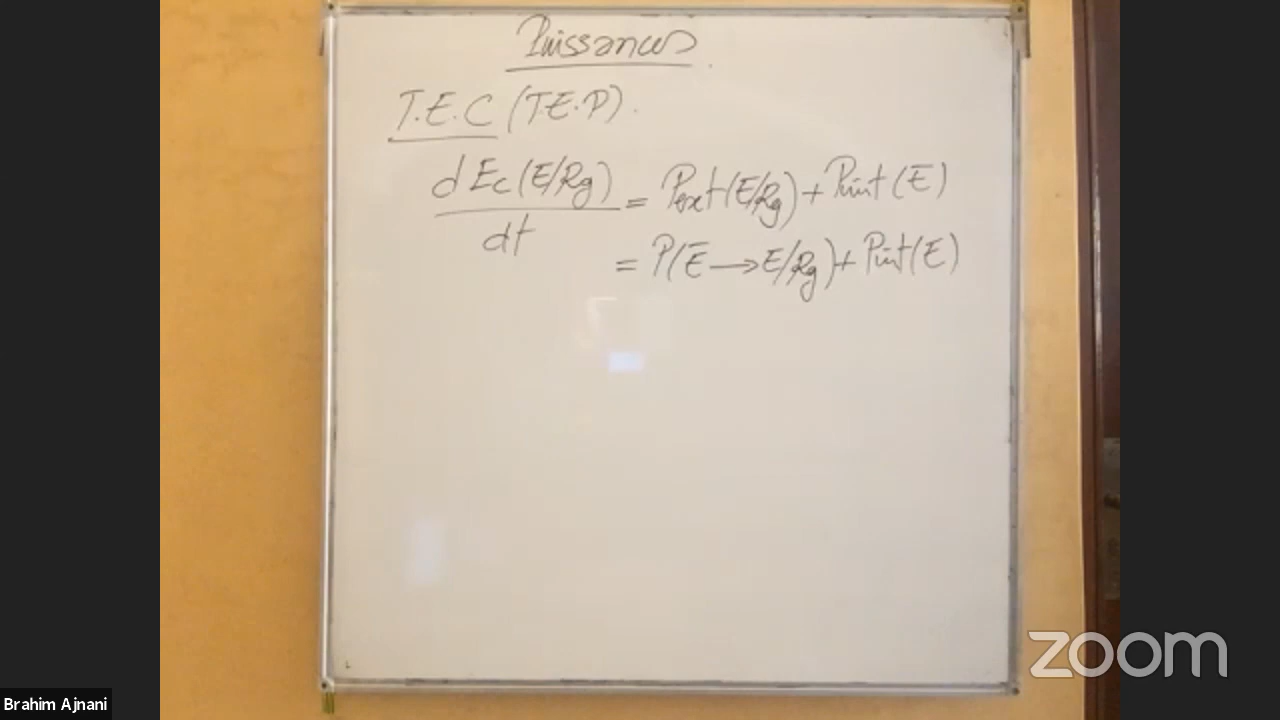 Puissances.
T.E.C (T.E.P).
dEc(E/Rg)/dt = Pext(E/Rg) + Pint(E)
= P(Ē → E/Rg) + Pint(E)
Brahim Ajnani
zoom